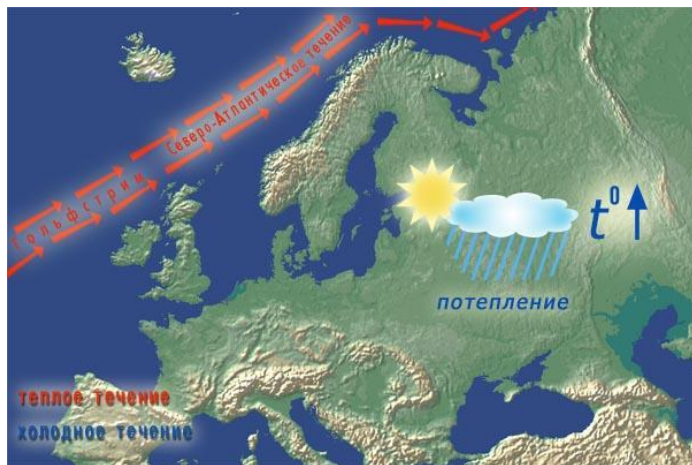 Северо-Атлантическое течение
Гольфстрим
t⁰
потепление
теплое течение
холодное течение